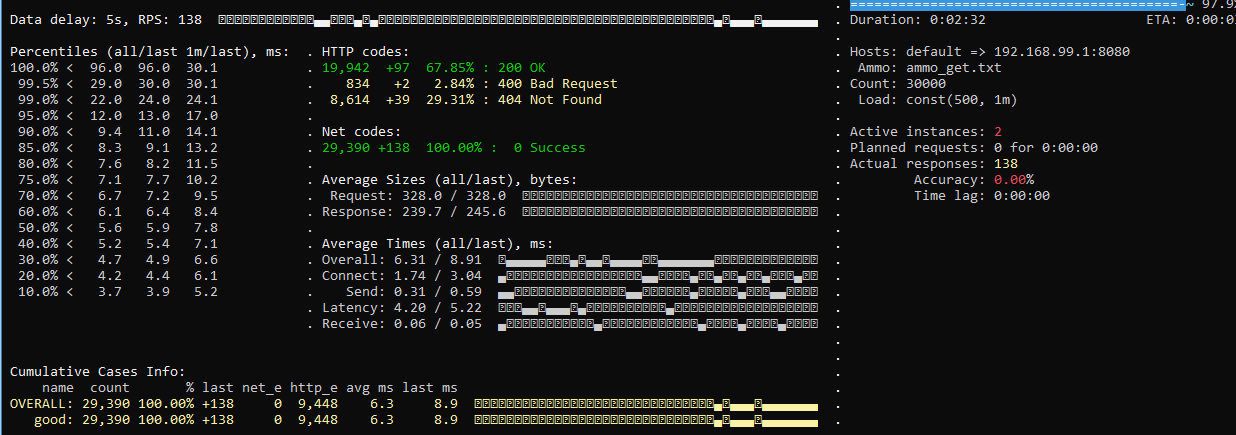 Data delay: 5s, RPS: 138
Percentiles (all/last 1m/last), ms:
100.0% < 96.0 96.0 30.1
99.5% < 29.0 30.0 30.1
99.0% < 22.0 24.0 24.1
95.0% < 12.0 13.0 17.0
90.0% < 9.4 11.0 14.1
85.0% < 8.3 9.1 13.2
80.0% < 7.6 8.2 11.5
75.0% < 7.1 7.7 10.2
70.0% < 6.7 7.2 9.5
60.0% < 6.1 6.4 8.4
50.0% < 5.6 5.9 7.8
40.0% < 5.2 5.4 7.1
30.0% < 4.7 4.9 6.6
20.0% < 4.2 4.4 6.1
10.0% < 3.7 3.9 5.2
. HTTP codes:
. 19,942 +97 67.85% : 200 OK
. 834 +2 2.84% : 400 Bad Request
. 8,614 +39 29.31% : 404 Not Found
.
. Net codes:
. 29,390 +138 100.00% : 0 Success
.
. Average Sizes (all/last), bytes:
. Request: 328.0 / 328.0
. Response: 239.7 / 245.6
.
. Average Times (all/last), ms:
. Overall: 6.31 / 8.91
. Connect: 1.74 / 3.04
. Send: 0.31 / 0.59
. Latency: 4.20 / 5.22
. Receive: 0.06 / 0.05
Cumulative Cases Info:
name count % last net_e http_e avg ms last ms
OVERALL: 29,390 100.00% +138 0 9,448 6.3 8.9
good: 29,390 100.00% +138 0 9,448 6.3 8.9
Duration: 0:02:32 ETA: 0:00:0
Hosts: default => 192.168.99.1:8080
Ammo: ammo_get.txt
Count: 30000
Load: const(500, 1m)
Active instances: 2
Planned requests: 0 for 0:00:00
Actual responses: 138
Accuracy: 0.00%
Time lag: 0:00:00